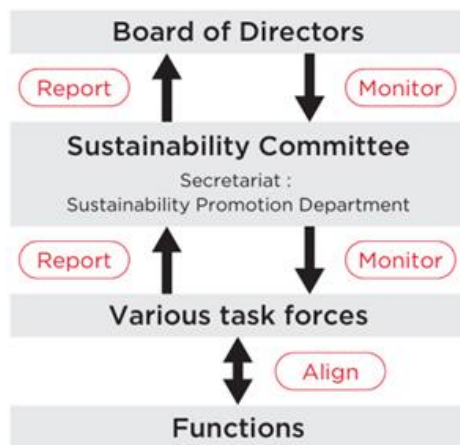 Board of Directors
Report
Monitor
Sustainability Committee
Secretariat :
Sustainability Promotion Department
Report
Monitor
Various task forces
Align
Functions